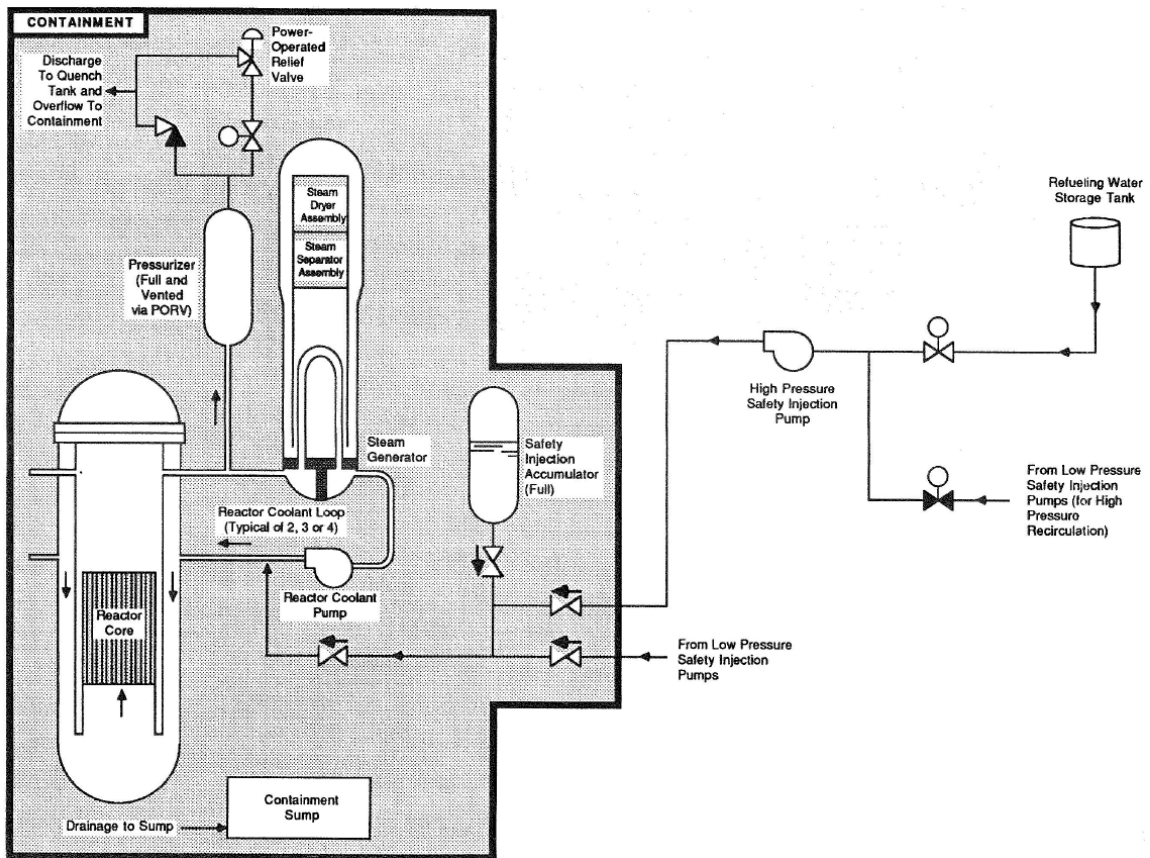 CONTAINMENT
Power-
Operated
Relief
Valve
Discharge
To Quench
Tank and
Overflow To
Containment
Steam
Dryer
Assembly
Steam
Separator
Assembly
Pressurizer
(Full and
Vented
via PORV)
Refueling Water
Storage Tank
High Pressure
Safety Injection
Pump
Steam
Generator
Safety
Injection
Accumulator
(Full)
From Low Pressure
Safety Injection
Pumps (for High
Pressure
Recirculation)
Reactor Coolant Loop
(Typical of 2, 3 or 4)
Reactor Coolant
Pump
Reactor
Core
From Low Pressure
Safety Injection
Pumps
Containment
Sump
Drainage to Sump